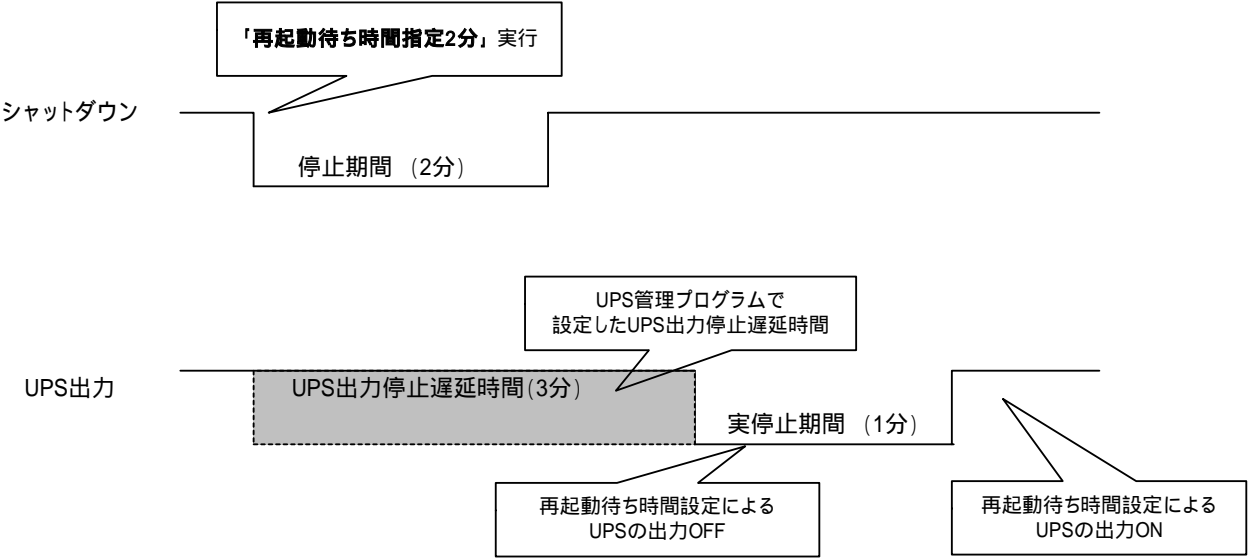 「再起動待ち時間指定2分」実行
シャットダウン
停止期間 (2分)
UPS管理プログラムで
設定したUPS出力停止遅延時間
UPS出力
UPS出力停止遅延時間(3分)
実停止期間 (1分)
再起動待ち時間設定による
UPSの出力OFF
再起動待ち時間設定による
UPSの出力ON